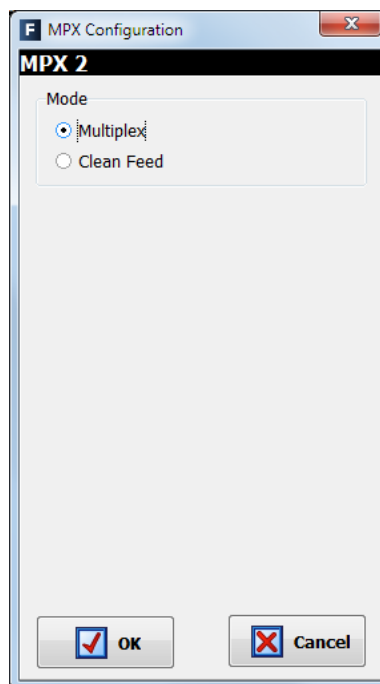 F MPX Configuration
MPX 2
Mode
Multiplex
Clean Feed
OK
Cancel